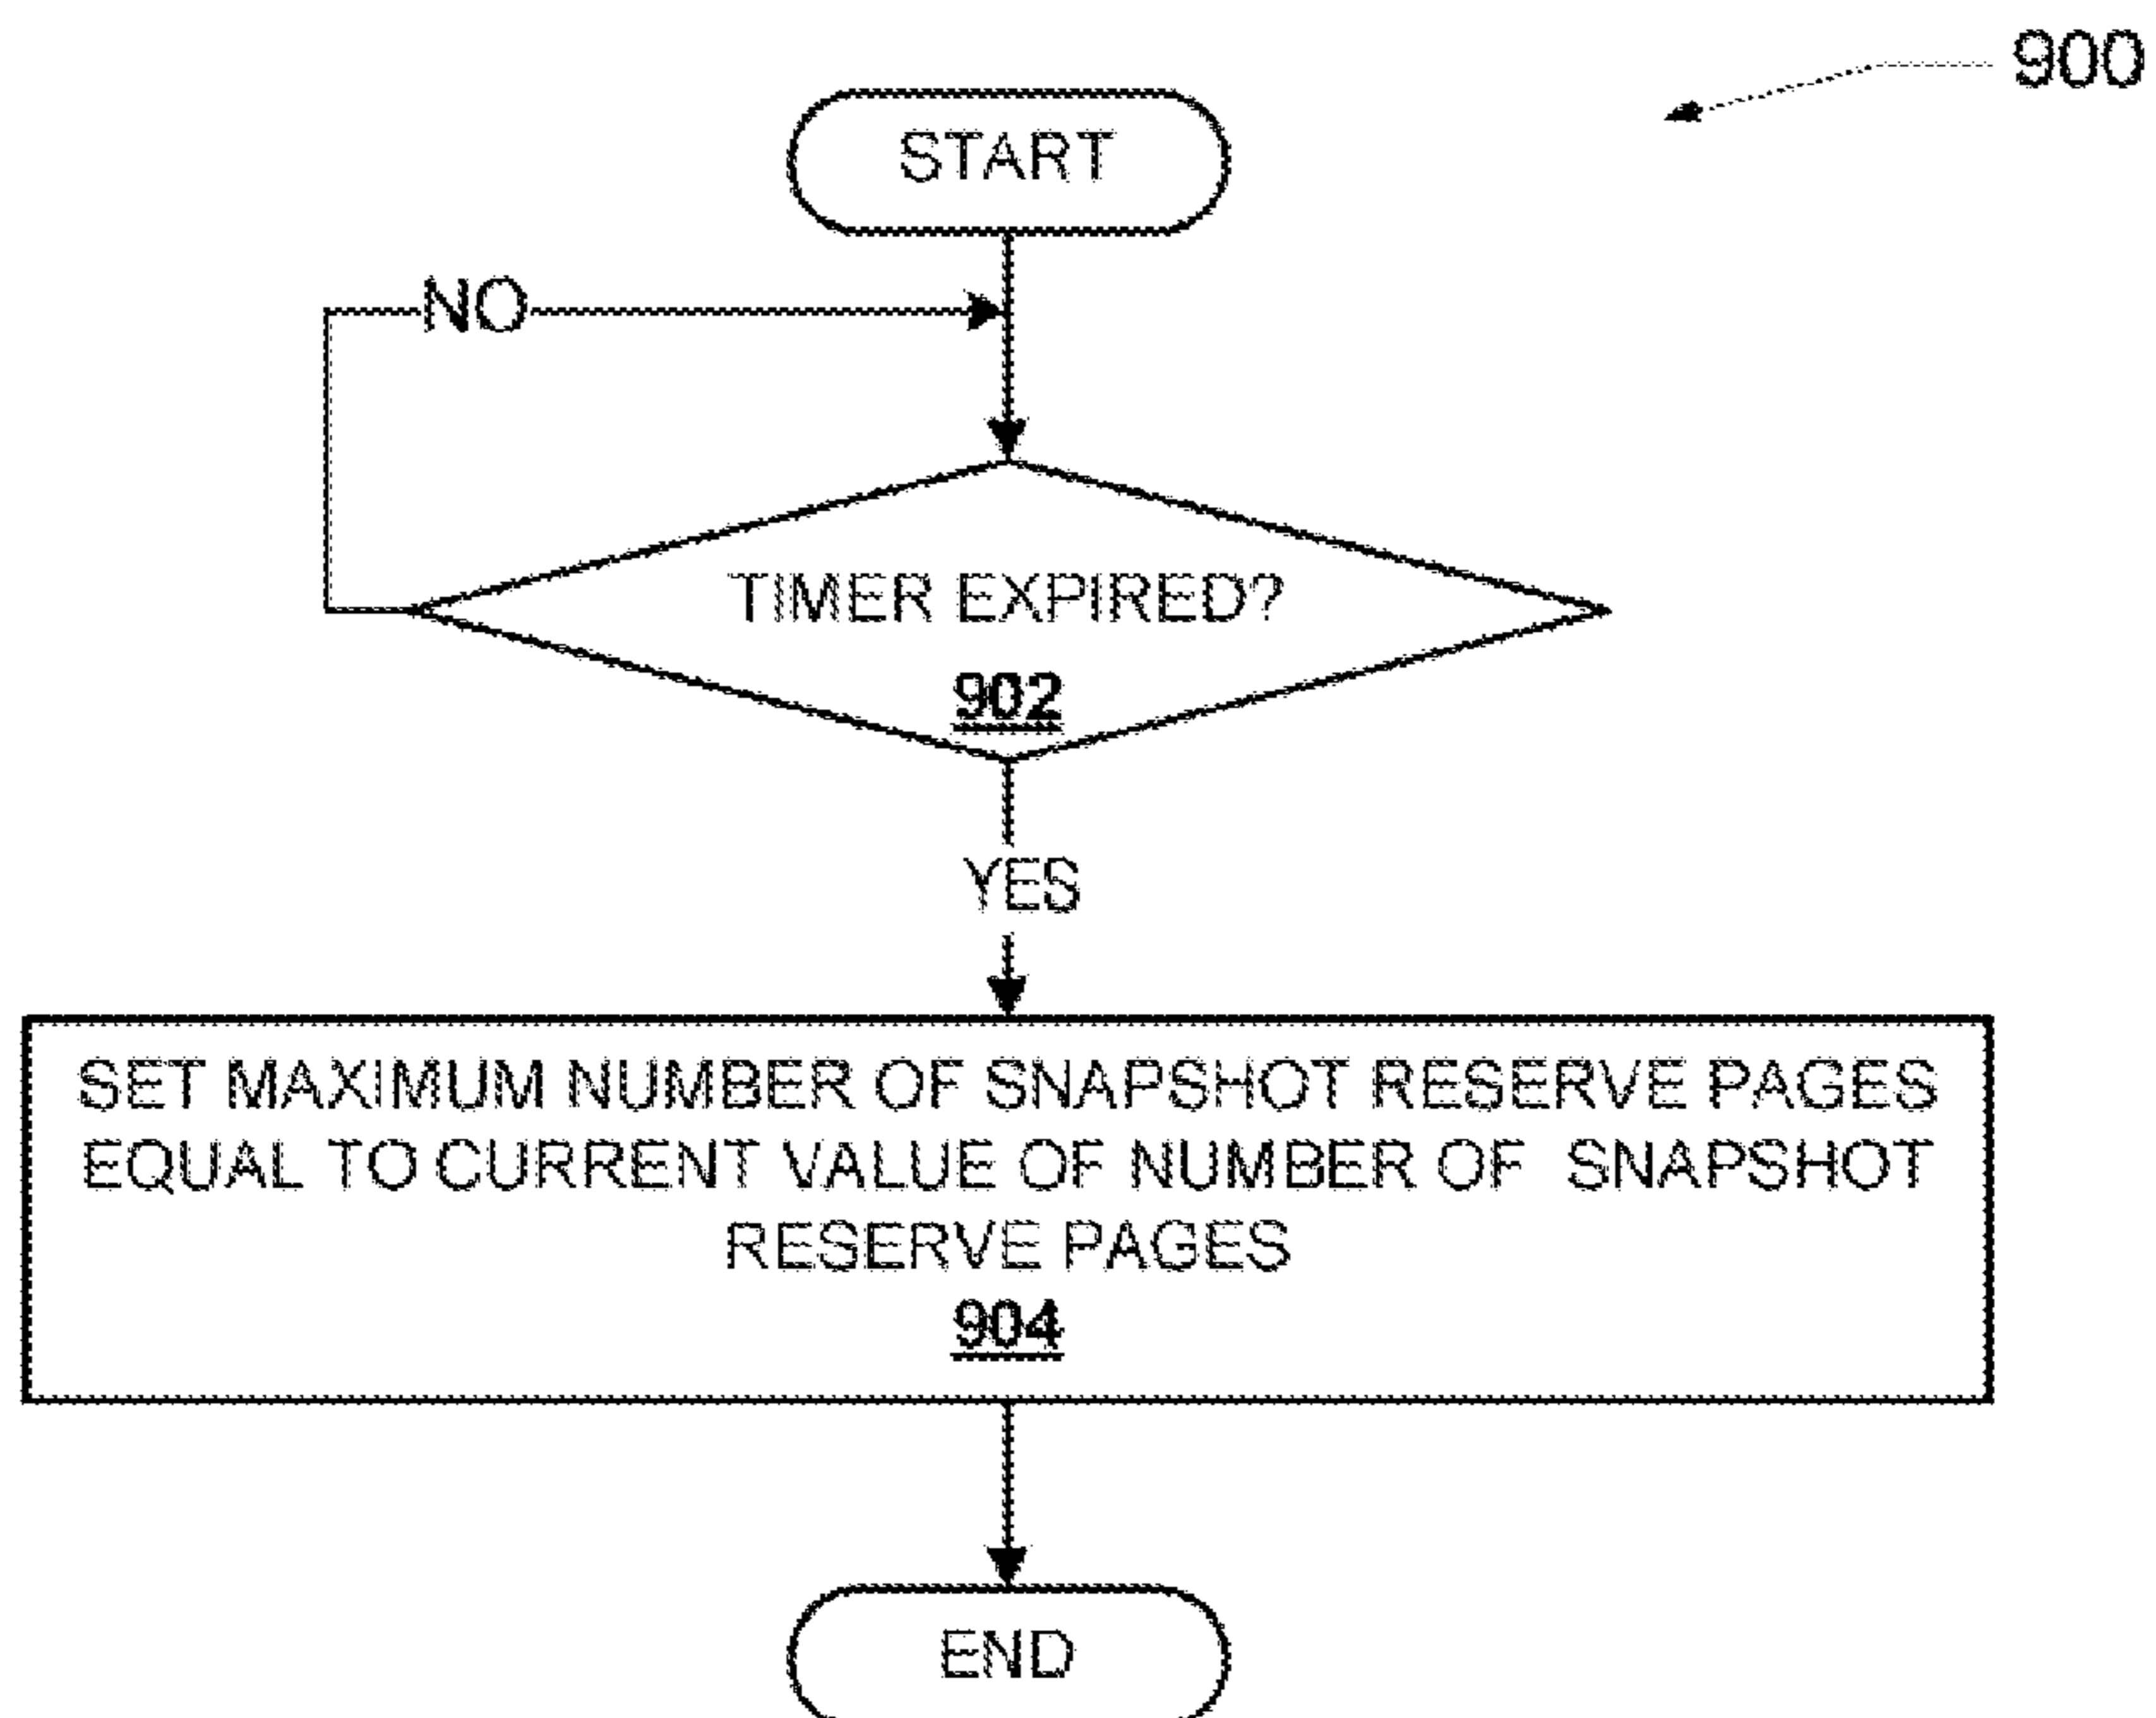 900
START
NO
TIMER EXPIRED?
902
YES
SET MAXIMUM NUMBER OF SNAPSHOT RESERVE PAGES
EQUAL TO CURRENT VALUE OF NUMBER OF SNAPSHOT
RESERVE PAGES
904
END